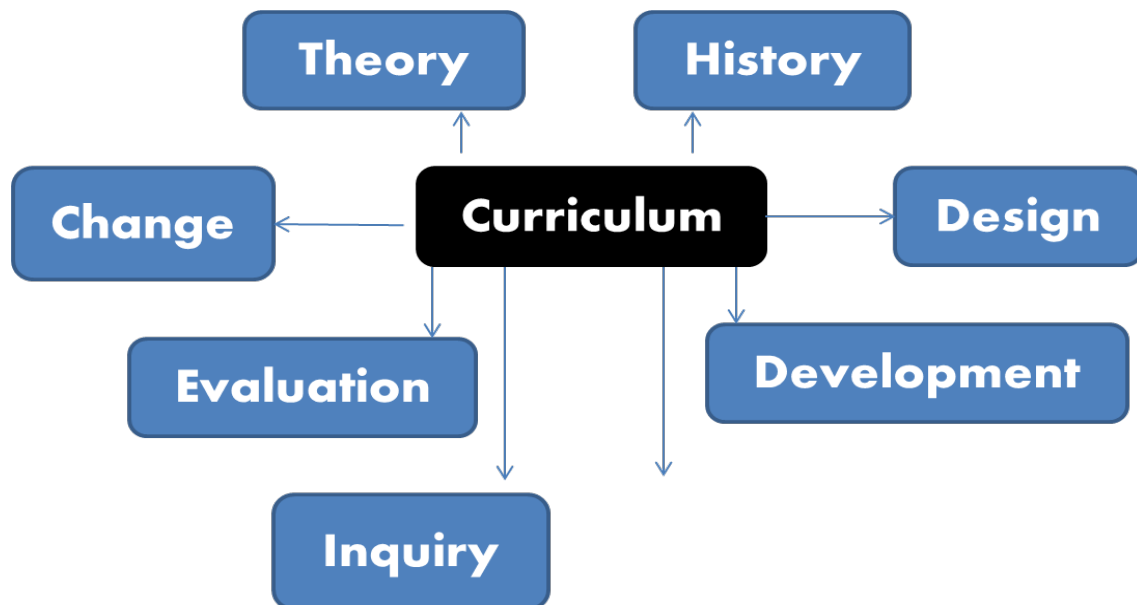 Theory
History
Change
Curriculum
Design
Evaluation
Development
Inquiry